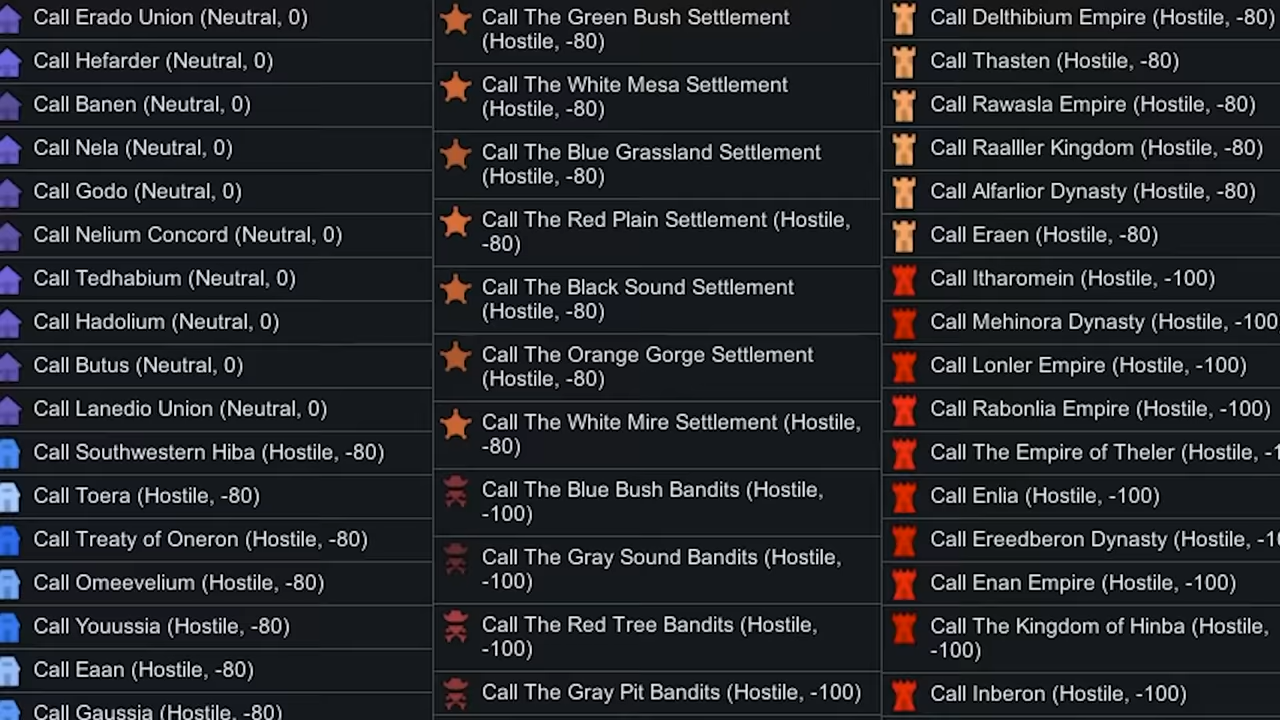 Call Erado Union (Neutral, 0)
Call Hefarder (Neutral, 0)
Call Banen (Neutral, 0)
Call Nela (Neutral, 0)
Call Godo (Neutral, 0)
Call Nelium Concord (Neutral, 0)
Call Tedhabium (Neutral, 0)
Call Hadolium (Neutral, 0)
Call Butus (Neutral, 0)
Call Lanedio Union (Neutral, 0)
Call Southwestern Hiba (Hostile, -80)
Call Toera (Hostile, -80)
Call Treaty of Oneron (Hostile, -80)
Call Omeevelium (Hostile, -80)
Call Youussia (Hostile, -80)
Call Eaan (Hostile, -80)
Call Gaussia (Hostile, -80)
Call The Green Bush Settlement
(Hostile, -80)
Call The White Mesa Settlement
(Hostile, -80)
Call The Blue Grassland Settlement
(Hostile, -80)
Call The Red Plain Settlement (Hostile,
-80)
Call The Black Sound Settlement
(Hostile, -80)
Call The Orange Gorge Settlement
(Hostile, -80)
Call The White Mire Settlement (Hostile,
-80)
Call The Blue Bush Bandits (Hostile,
-100)
Call The Gray Sound Bandits (Hostile,
-100)
Call The Red Tree Bandits (Hostile,
-100)
Call The Gray Pit Bandits (Hostile, -100)
Call Delthibium Empire (Hostile, -80)
Call Thasten (Hostile, -80)
Call Rawasla Empire (Hostile, -80)
Call Raalller Kingdom (Hostile, -80)
Call Alfarlior Dynasty (Hostile, -80)
Call Eraen (Hostile, -80)
Call Itharomein (Hostile, -100)
Call Mehinora Dynasty (Hostile, -100
Call Lonler Empire (Hostile, -100)
Call Rabonlia Empire (Hostile, -100)
Call The Empire of Theler (Hostile, -1
Call Enlia (Hostile, -100)
Call Ereedberon Dynasty (Hostile, -10
Call Enan Empire (Hostile, -100)
Call The Kingdom of Hinba (Hostile,
-100)
Call Inberon (Hostile, -100)